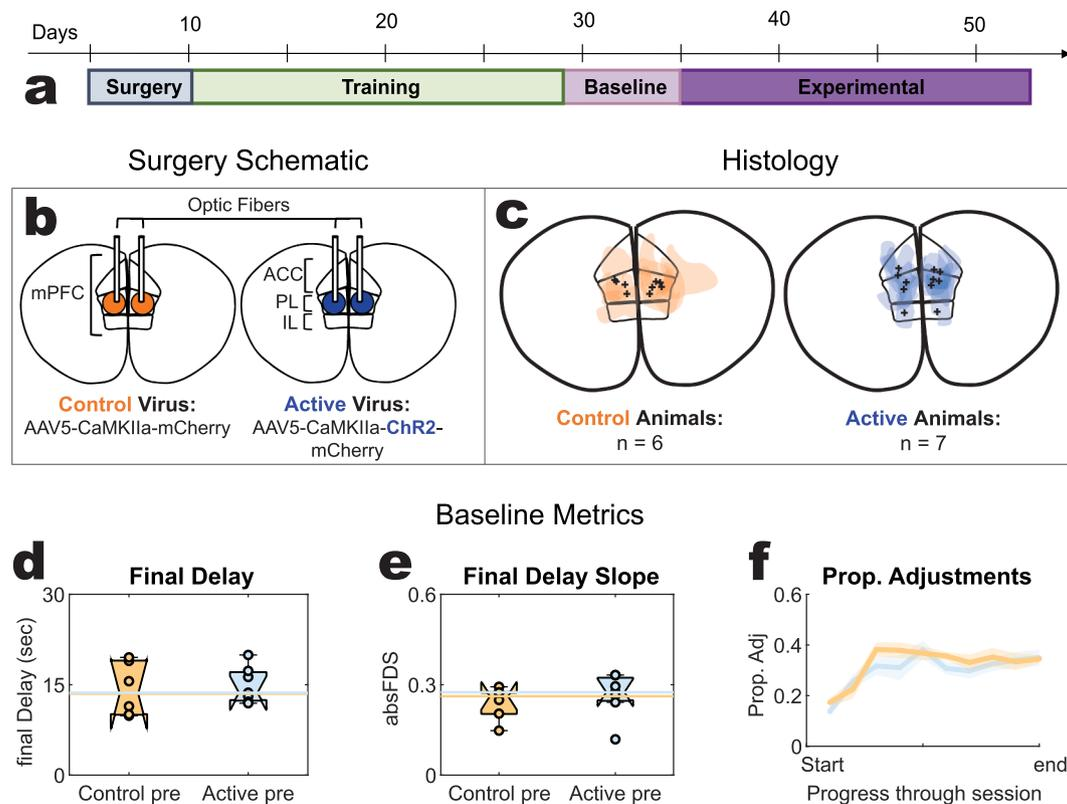 Days 10 20 30 40 50
a Surgery Training Baseline Experimental
Surgery Schematic Histology
b Optic Fibers
mPFC
ACC
PL
IL
Control Virus:
AAV5-CaMKIIa-mCherry
Active Virus:
AAV5-CaMKIIa-ChR2-
mCherry
c
Control Animals:
n = 6
Active Animals:
n = 7
Baseline Metrics
d Final Delay
final Delay (sec)
30
15
0
Control pre Active pre
e Final Delay Slope
absFDS
0.6
0.3
0
Control pre Active pre
f Prop. Adjustments
Prop. Adj
0.6
0.4
0.2
0
Start end
Progress through session